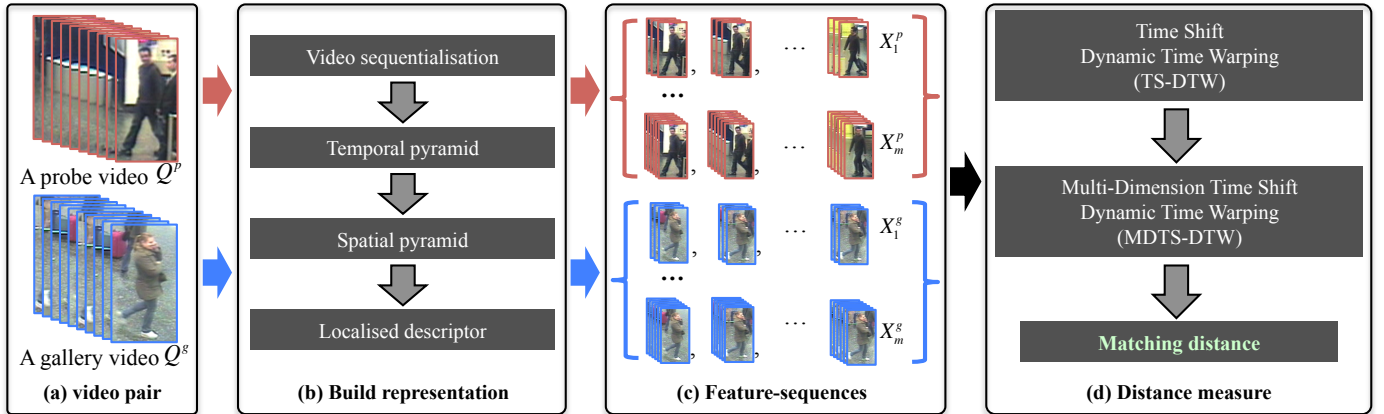 A probe video Q^p
A gallery video Q^g
(a) video pair
Video sequentialisation
Temporal pyramid
Spatial pyramid
Localised descriptor
(b) Build representation
, , ... X_1^p
...
, , ... X_m^p
, , ... X_1^g
...
, , ... X_m^g
(c) Feature-sequences
Time Shift
Dynamic Time Warping
(TS-DTW)
Multi-Dimension Time Shift
Dynamic Time Warping
(MDTS-DTW)
Matching distance
(d) Distance measure